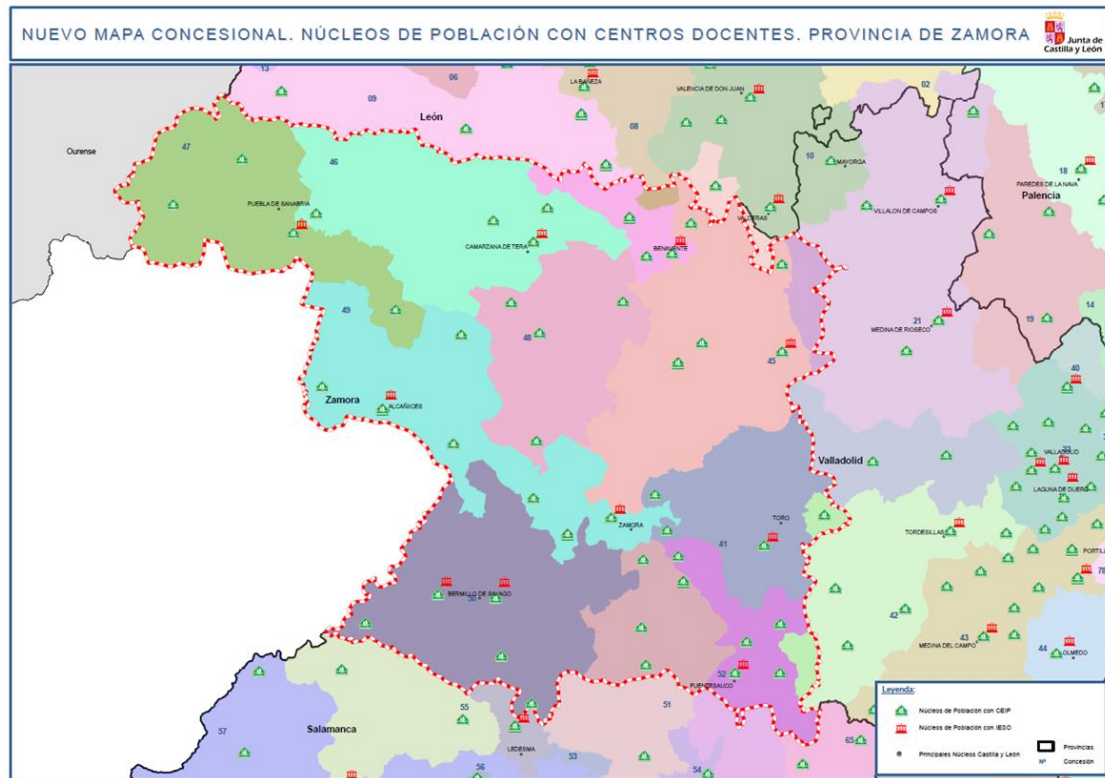 NUEVO MAPA CONCESIONAL. NÚCLEOS DE POBLACIÓN CON CENTROS DOCENTES. PROVINCIA DE ZAMORA
Junta de
Castilla y León
13
06
02
LA BAÑEZA
VALENCIA DE DON JUAN
09
León
08
Ourense
47
46
10
MAYORGA
18
PAREDES DE LA NAVA
Palencia
PUEBLA DE SANABRIA
VALDERAS
VILLALON DE CAMPOS
CAMARZANA DE TERA
BENAVENTE
49
48
45
21
MEDINA DE RIOSECO
19
14
40
Zamora
ALCAÑICES
Valladolid
VALLADOLID
LAGUNA DE DUERO
ZAMORA
TORO
41
TORDESILLAS
BERMILLO DE SAYAGO
42
43
MEDINA DEL CAMPO
44
OLMEDO
78
52
FUENTESAUCO
57
Salamanca
55
51
LEDESMA
53
56
54
65
Leyenda:
Núcleos de Población con CEIP
Núcleos de Población con IESO
Principales Núcleos Castilla y León
Provincias
Nº Concesión